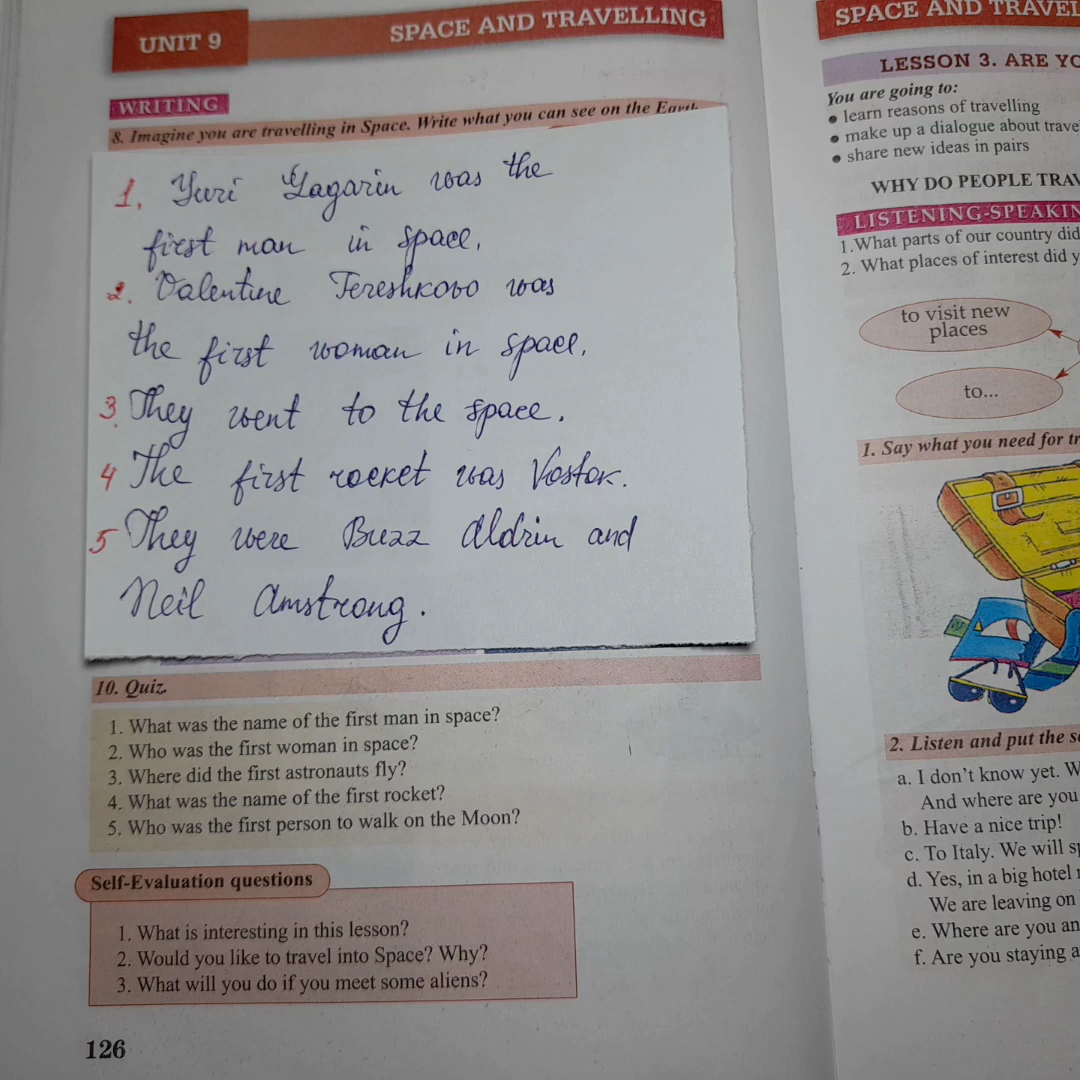 UNIT 9
SPACE AND TRAVELLING
WRITING
8. Imagine you are travelling in Space. Write what you can see on the Earth
1. Yuri Gagarin was the
first man in space.
2. Valentine Tereshkovo was
the first woman in space.
3. They went to the space.
4 The first rocket was Vostok.
5 They were Buzz Aldrin and
Neil Amstrong.
10. Quiz
1. What was the name of the first man in space?
2. Who was the first woman in space?
3. Where did the first astronauts fly?
4. What was the name of the first rocket?
5. Who was the first person to walk on the Moon?
Self-Evaluation questions
1. What is interesting in this lesson?
2. Would you like to travel into Space? Why?
3. What will you do if you meet some aliens?
126
SPACE AND TRAVEL
LESSON 3. ARE YO
You are going to:
• learn reasons of travelling
• make up a dialogue about trave
• share new ideas in pairs
WHY DO PEOPLE TRAV
LISTENING-SPEAKIN
1.What parts of our country did
2. What places of interest did y
to visit new
places
to...
1. Say what you need for tr
2. Listen and put the se
a. I don't know yet. W
And where are you
b. Have a nice trip!
c. To Italy. We will sp
d. Yes, in a big hotel
We are leaving on
e. Where are you an
f. Are you staying a